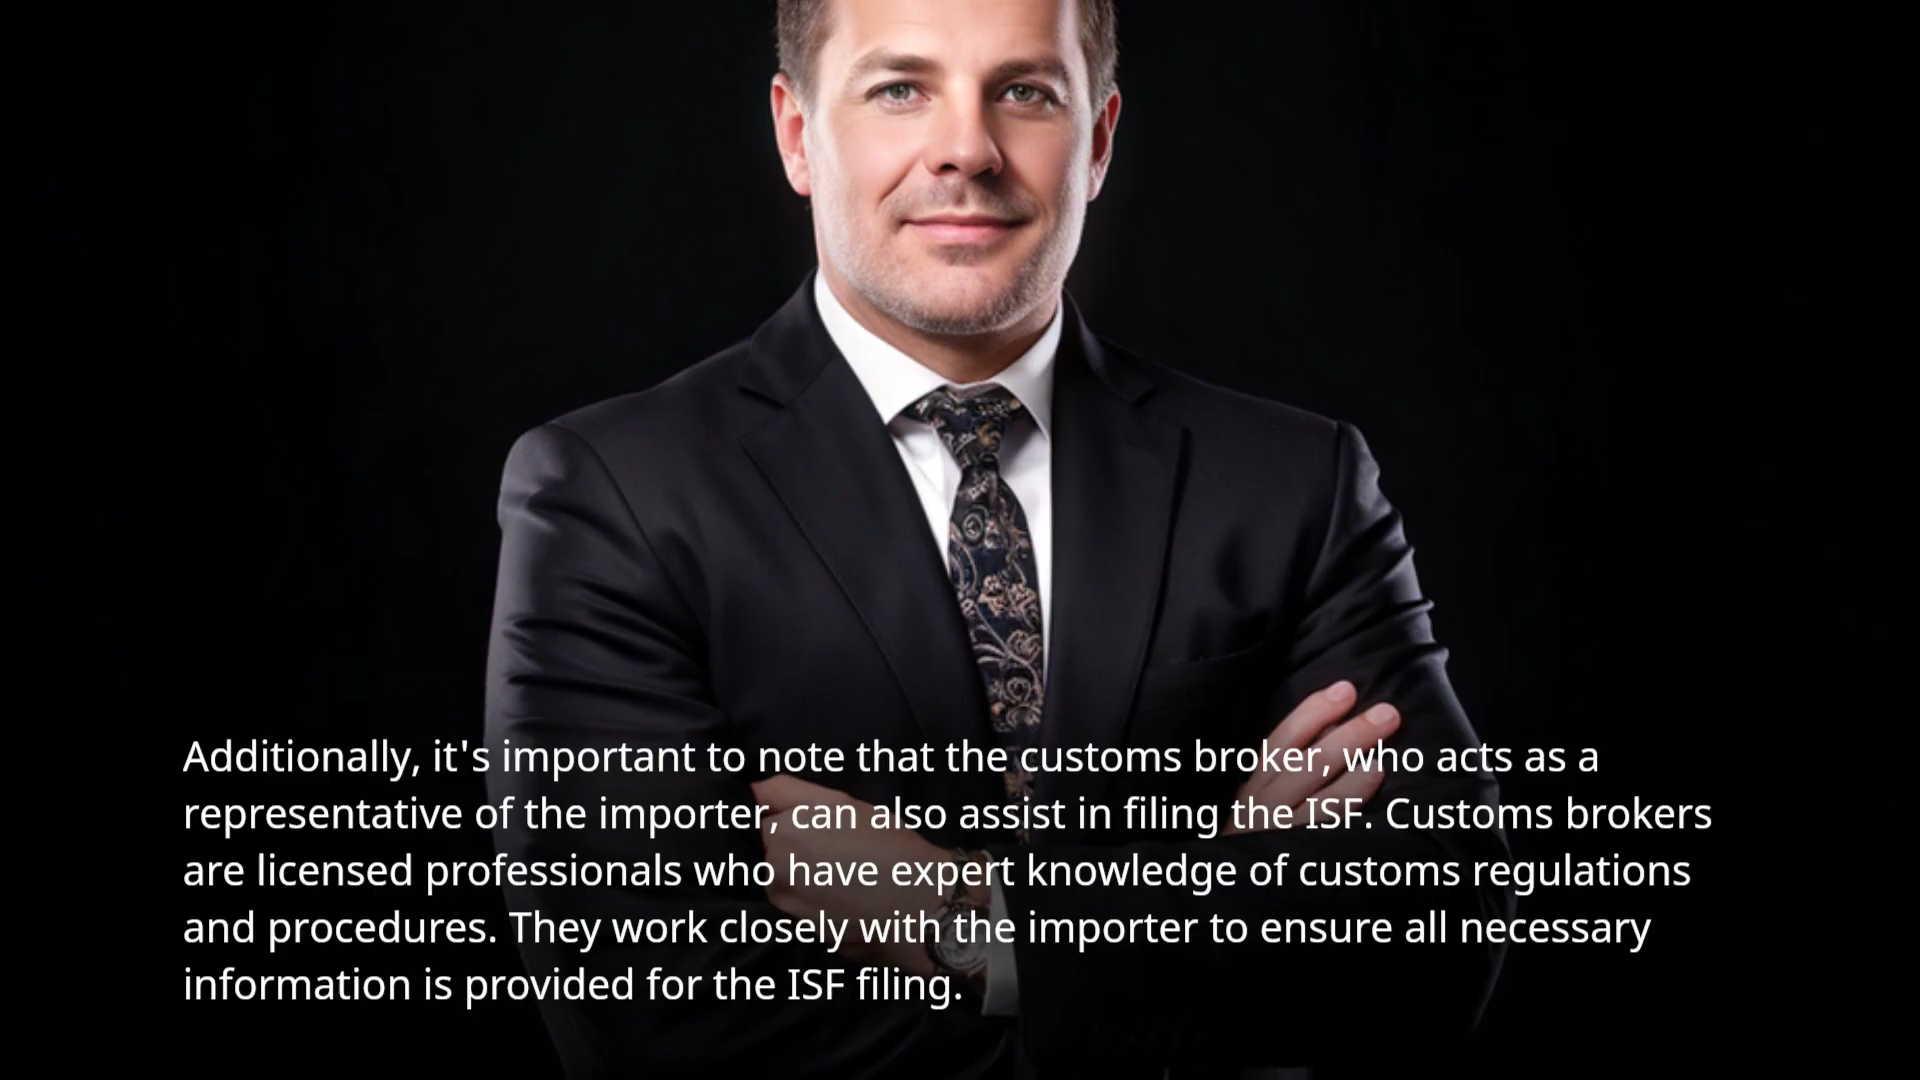 Additionally, it's important to note that the customs broker, who acts as a
representative of the importer, can also assist in filing the ISF. Customs brokers
are licensed professionals who have expert knowledge of customs regulations
and procedures. They work closely with the importer to ensure all necessary
information is provided for the ISF filing.